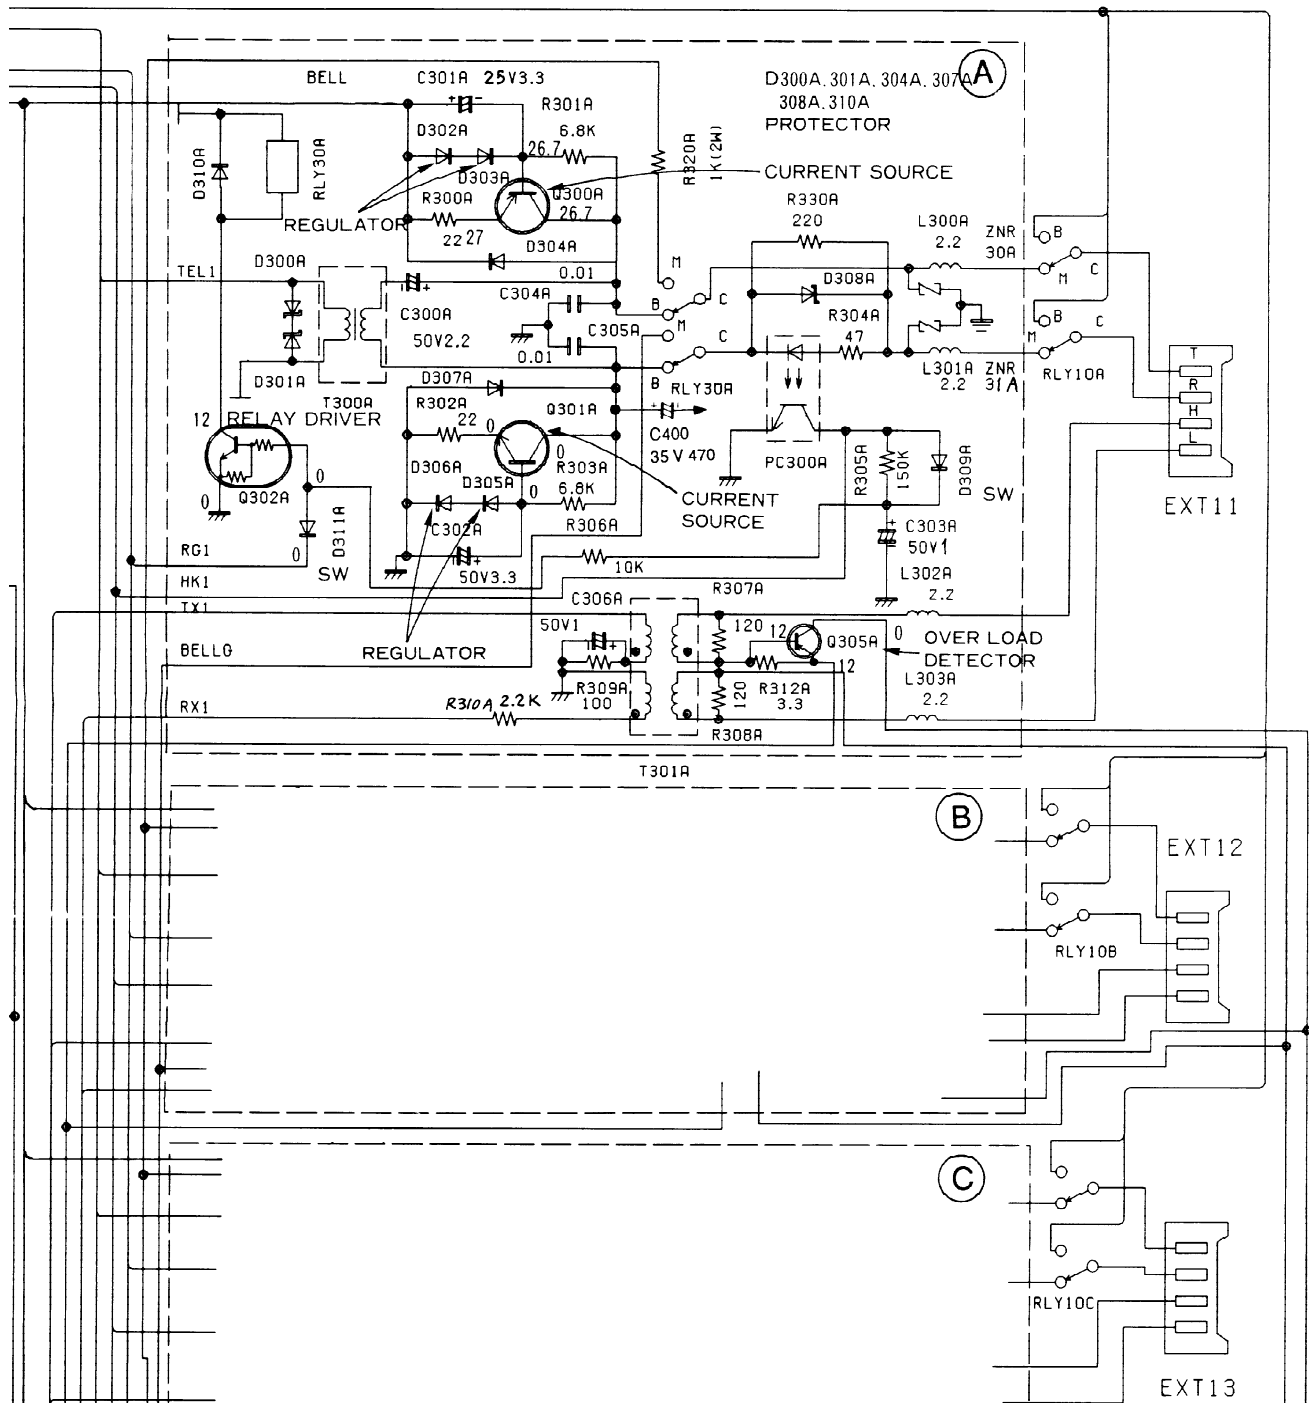 BELL
C301A 25V3.3
D300A.301A.304A.307A
308A.310A
PROTECTOR
A
R301A
6.8K
D302A
26.7
D303A
R320A
1K(2W)
CURRENT SOURCE
D310A
RLY30A
R300A
Q300A
26.7
REGULATOR
22 27
D304A
R330A
220
L300A
2.2
ZNR
30A
B
M
C
TEL1
D300A
0.01
M
C304A
C300A
50V2.2
C305A
0.01
B
C
M
D308A
R304A
47
C
B
M
C
B
RLY30A
L301A
2.2
ZNR
31A
RLY10A
T
R
H
L
EXT11
D301A
T300A
D307A
R302A
22
Q301A
0
12
RELAY DRIVER
C400
35V 470
PC300A
R305A
150K
D309A
SW
D306A
D305A
0
R303A
6.8K
0
Q302A
0
C302A
CURRENT
SOURCE
R306A
10K
D311A
0
SW
50V3.3
C303A
50V1
RG1
HK1
TX1
BELLG
RX1
L302A
2.2
R307A
120
C306A
50V1
12
Q305A
0
OVER LOAD
DETECTOR
12
REGULATOR
R309A
100
R310A 2.2K
120
R312A
3.3
L303A
2.2
R308A
T301A
B
EXT12
RLY10B
C
RLY10C
EXT13